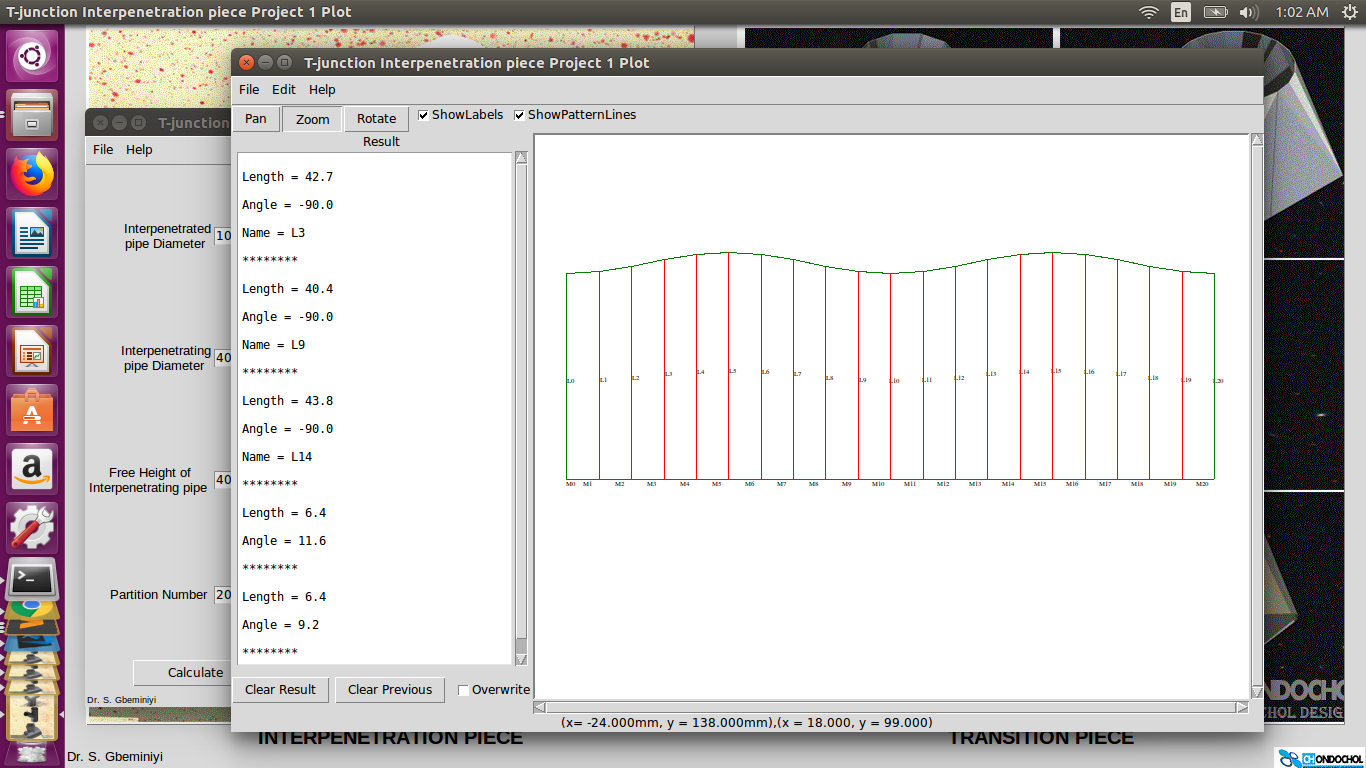 T-junction Interpenetration piece Project 1 Plot
En
1:02 AM
T-junction Interpenetration piece Project 1 Plot
File Edit Help
Pan Zoom Rotate ShowLabels ShowPatternLines
Result
Length = 42.7
Angle = -90.0
Name = L3
********
Length = 40.4
Angle = -90.0
Name = L9
********
Length = 43.8
Angle = -90.0
Name = L14
********
Length = 6.4
Angle = 11.6
********
Length = 6.4
Angle = 9.2
********
Clear Result Clear Previous Overwrite
L0 L1 L2 L3 L4 L5 L6 L7 L8 L9 L10 L11 L12 L13 L14 L15 L16 L17 L18 L19 L20
M0 M1 M2 M3 M4 M5 M6 M7 M8 M9 M10 M11 M12 M13 M14 M15 M16 M17 M18 M19 M20
(x= -24.000mm, y = 138.000mm),(x = 18.000, y = 99.000)
T-junction
File Help
Interpenetrated
pipe Diameter 10
Interpenetrating
pipe Diameter 40
Free Height of
Interpenetrating pipe 40
Partition Number 20
Calculate
Dr. S. Gbeminiyi
INTERPENETRATION PIECE
TRANSITION PIECE
Dr. S. Gbeminiyi
CHONDOCHOL